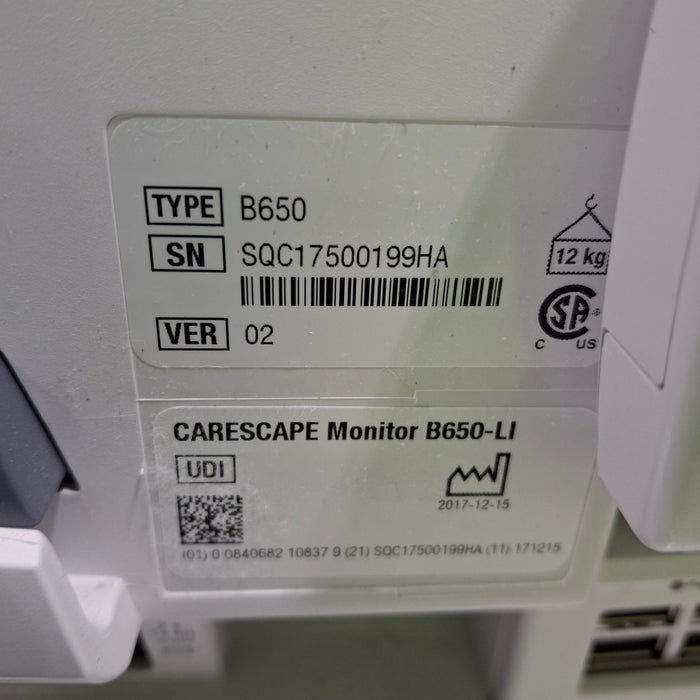 TYPE B650
SN SQC17500199HA
12 kg
VER 02
SA
C US
CARESCAPE Monitor B650-LI
UDI
2017-12-15
(01) 0 0840682 10837 9 (21) SQC17500199HA (11) 171215